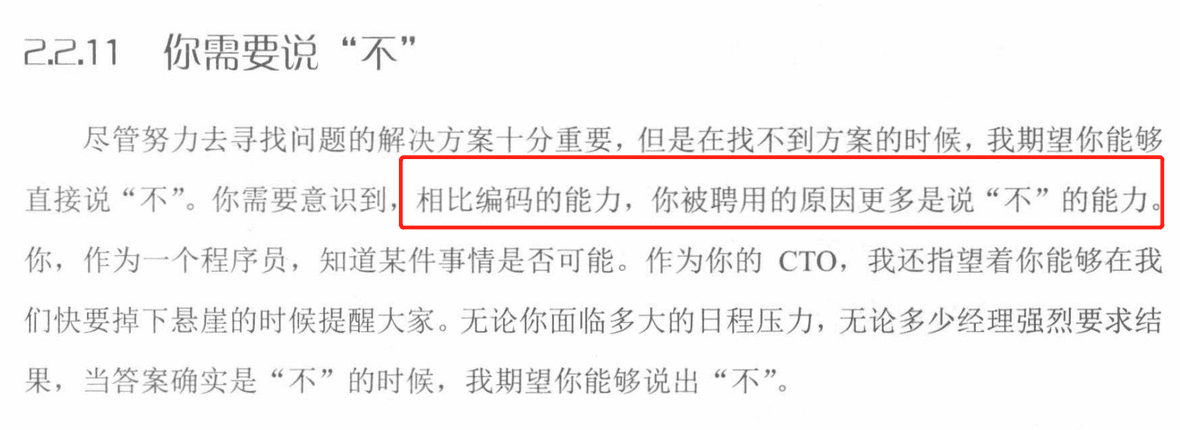 2.2.11 你需要说“不”
尽管努力去寻找问题的解决方案十分重要，但是在找不到方案的时候，我期望你能够
直接说“不”。你需要意识到，相比编码的能力，你被聘用的原因更多是说“不”的能力。
你，作为一个程序员，知道某件事情是否可能。作为你的 CTO，我还指望着你能够在我
们快要掉下悬崖的时候提醒大家。无论你面临多大的日程压力，无论多少经理强烈要求结
果，当答案确实是“不”的时候，我期望你能够说出“不”。